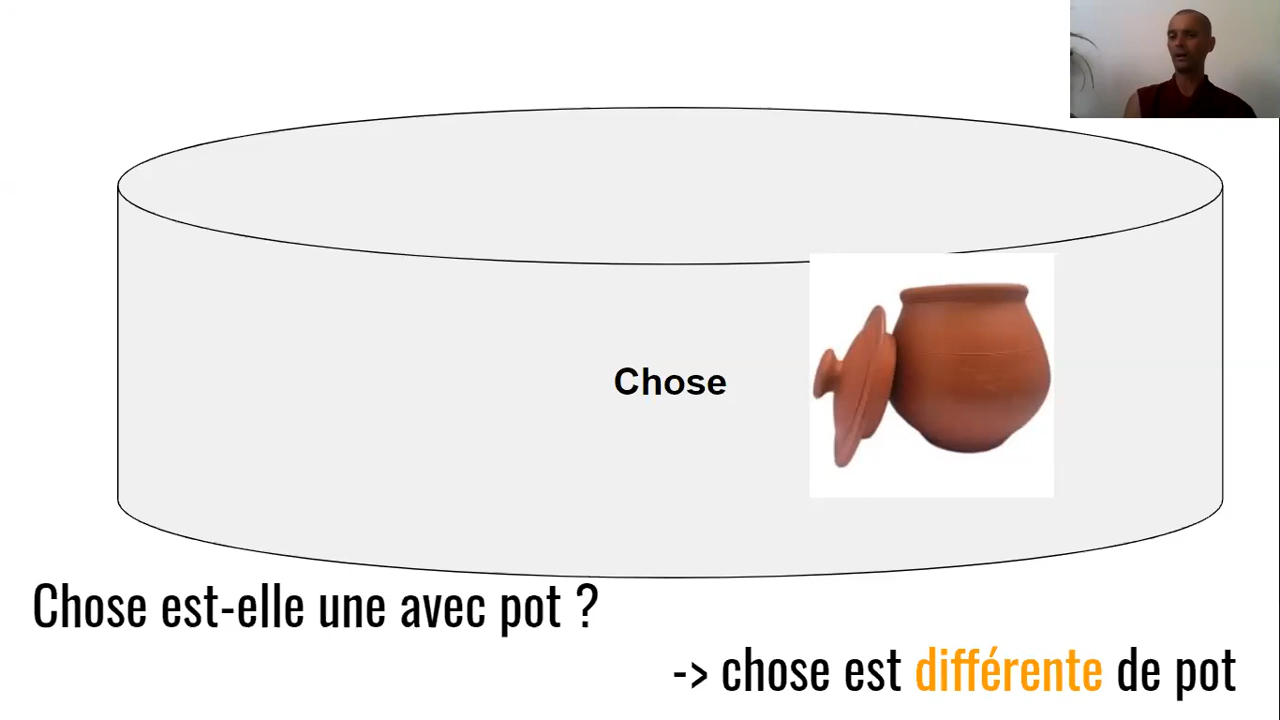 Chose
Chose est-elle une avec pot ?
-> chose est différente de pot